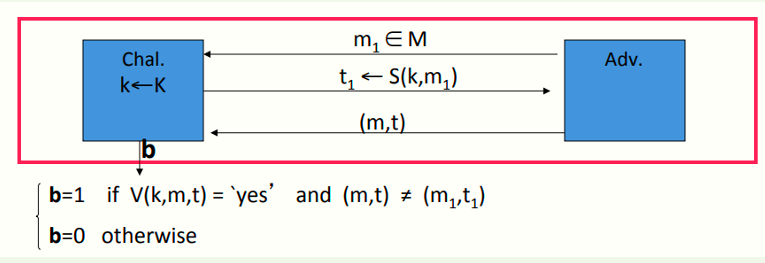 m₁ ∈ M
Chal.
Adv.
k←K
t₁ ← S(k,m₁)
(m,t)
b
b=1 if V(k,m,t) = `yes’ and (m,t) ≠ (m₁,t₁)
b=0 otherwise